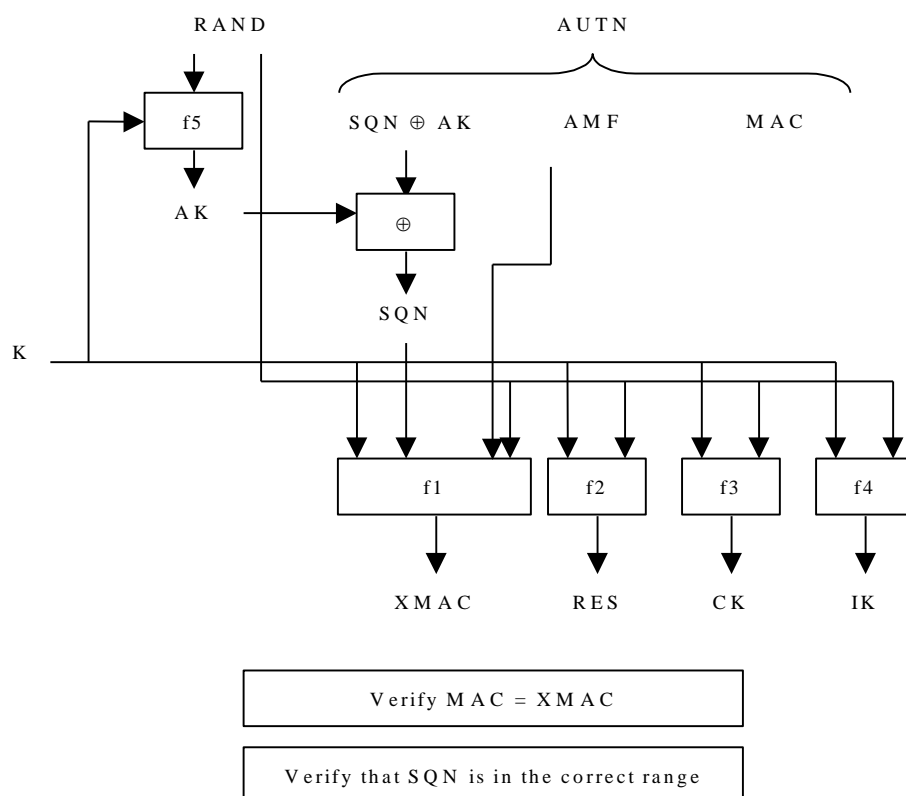 RAND AUTN
f5 SQN ⊕ AK AMF MAC
AK ⊕
SQN
K
f1 f2 f3 f4
XMAC RES CK IK
Verify MAC = XMAC
Verify that SQN is in the correct range